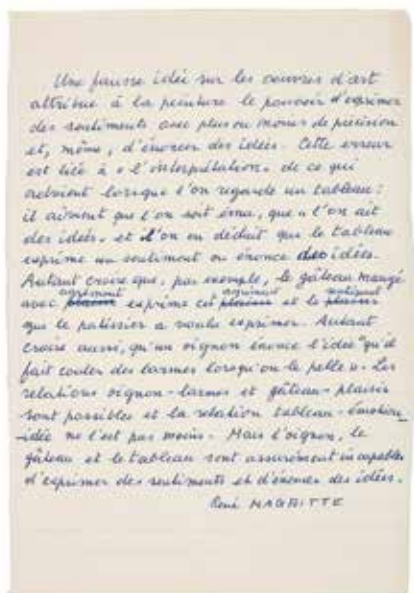 Une fausse idée sur les oeuvres d'art
attribue à la peinture le pouvoir d'exprimer
des sentiments avec plus ou moins de précision
et, même, d'énoncer des idées. Cette erreur
est liée à « l'interprétation » de ce qui
advient lorsque l'on regarde un tableau :
il advient que l'on soit ému, que « l'on ait
des idées » et l'on en déduit que le tableau
exprime un sentiment ou énonce des idées.
Autant croire que, par exemple, le gâteau mangé
agrément agrément sentiment
avec plaisir exprime cet plaisir et le plaisir
que le pâtissier a voulu exprimer. Autant
croire aussi, qu'un oignon énonce l'idée "qu'il
fait couler des larmes lorsqu'on le pèle". Les
relations oignon-larmes et gâteau-plaisir
sont possibles et la relation tableau-émotion_
-idée ne l'est pas moins. Mais l'oignon, le
gâteau et le tableau sont assurément incapables
d'exprimer des sentiments et d'énoncer des idées.
René MAGRITTE